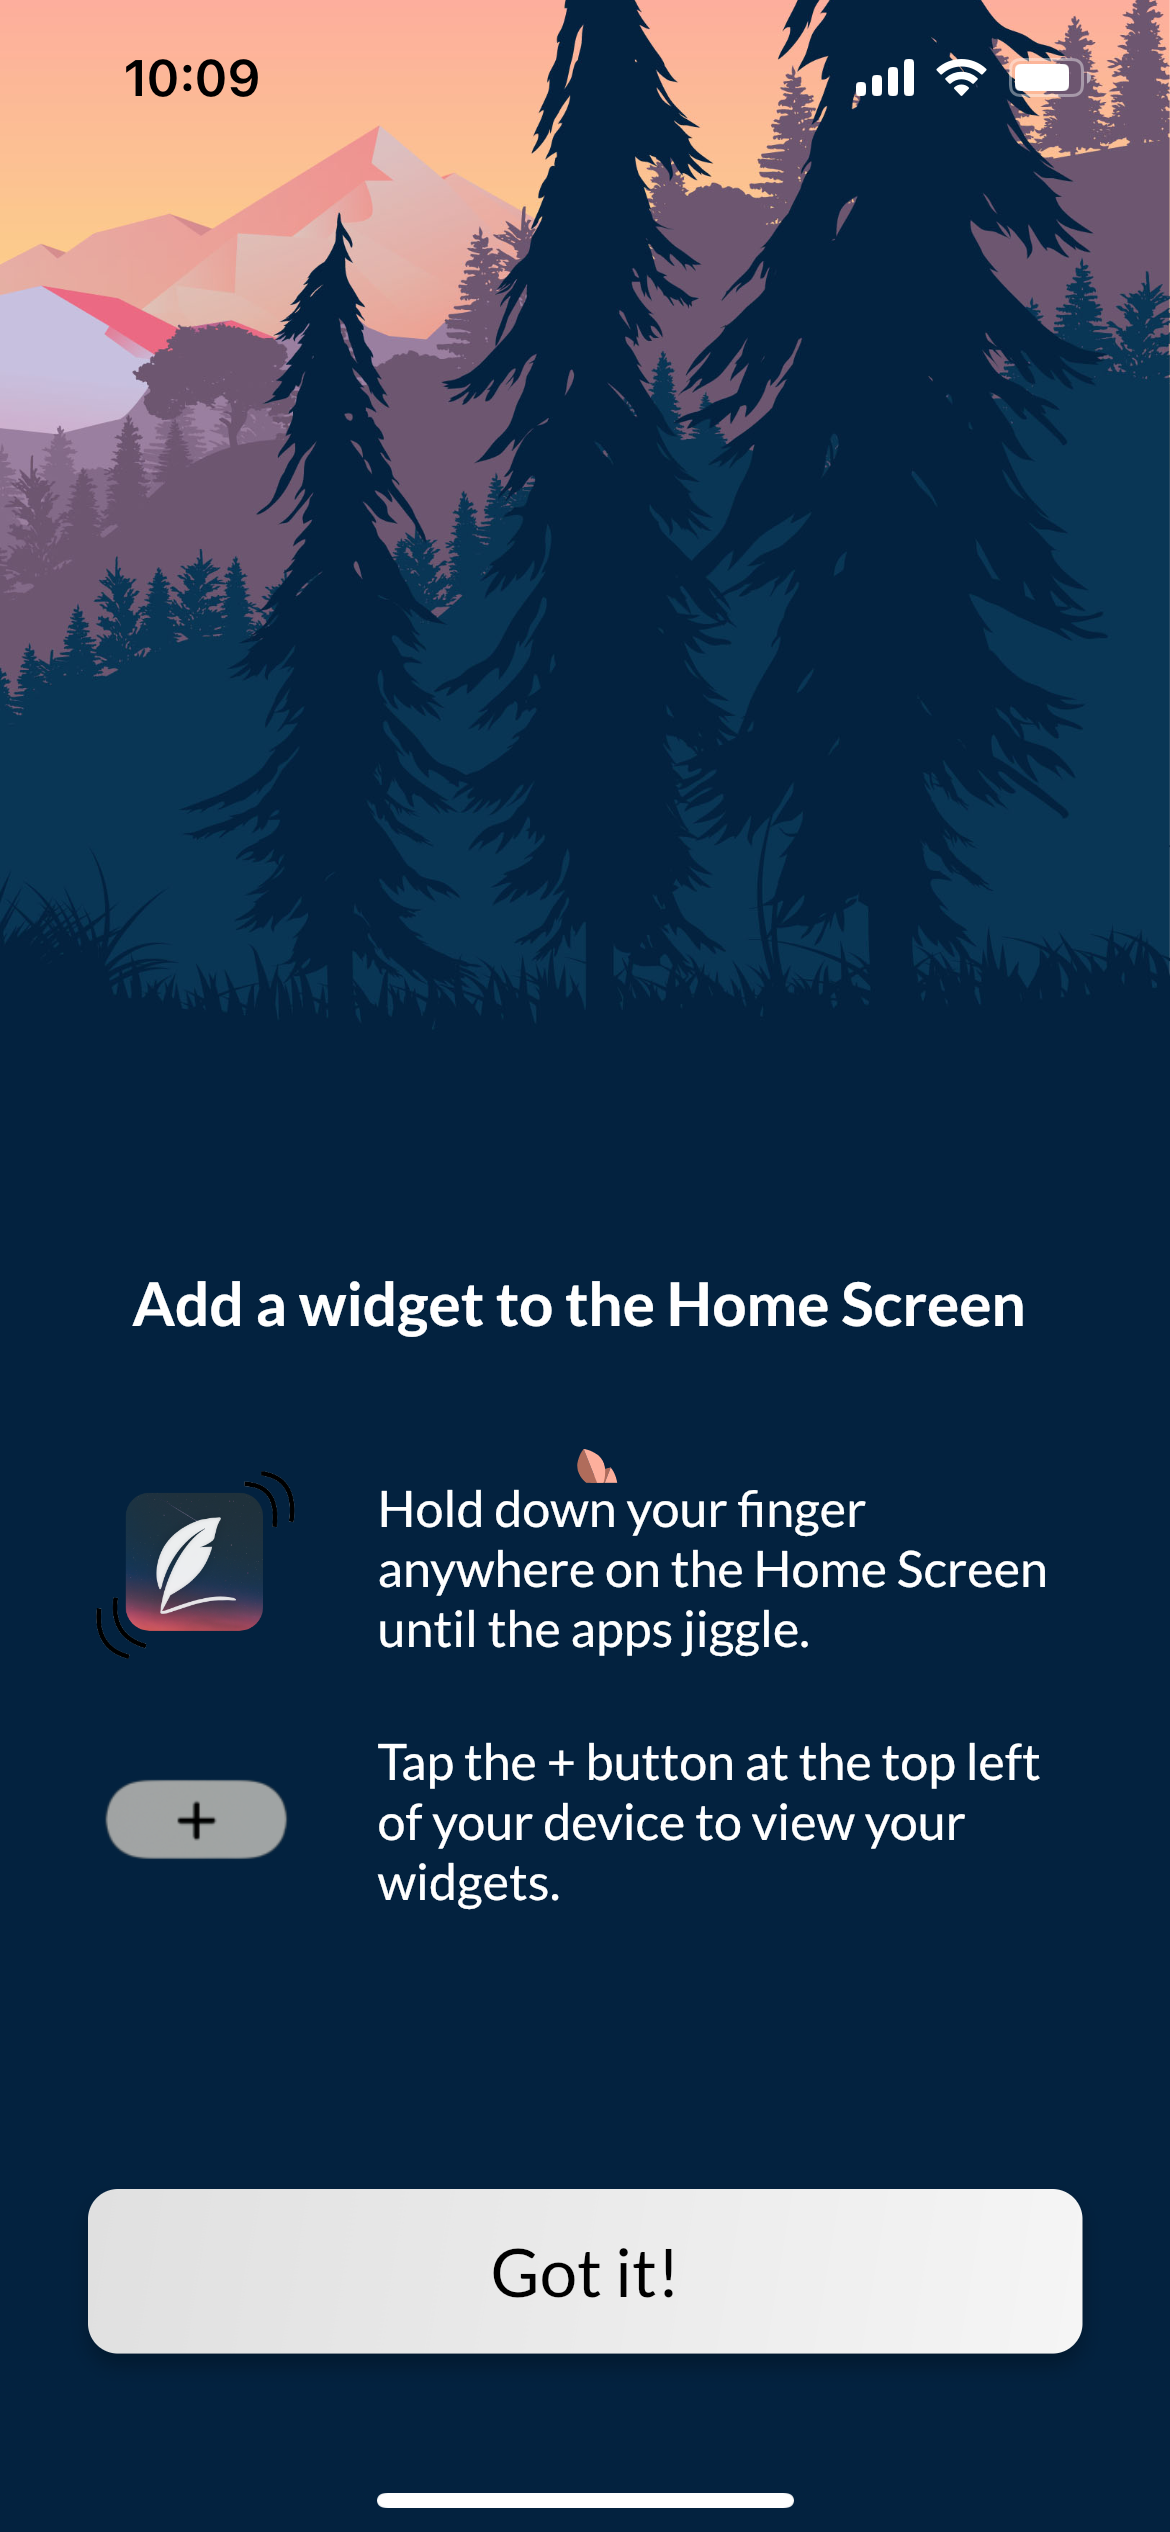 10:09
Add a widget to the Home Screen
Hold down your finger
anywhere on the Home Screen
until the apps jiggle.
+
Tap the + button at the top left
of your device to view your
widgets.
Got it!